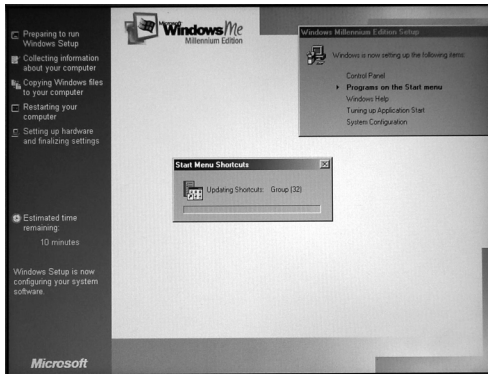 Preparing to run
Windows Setup
Collecting information
about your computer
Copying Windows files
to your computer
Restarting your
computer
Setting up hardware
and finalizing settings
Estimated time
remaining:
10 minutes
Windows Setup is now
configuring your system
software.
Microsoft
Microsoft
Windows Me
Millennium Edition
Windows Millennium Edition Setup
Windows is now setting up the following items:
Control Panel
Programs on the Start menu
Windows Help
Tuning up Application Start
System Configuration
Start Menu Shortcuts
Updating Shortcuts: Group (32)